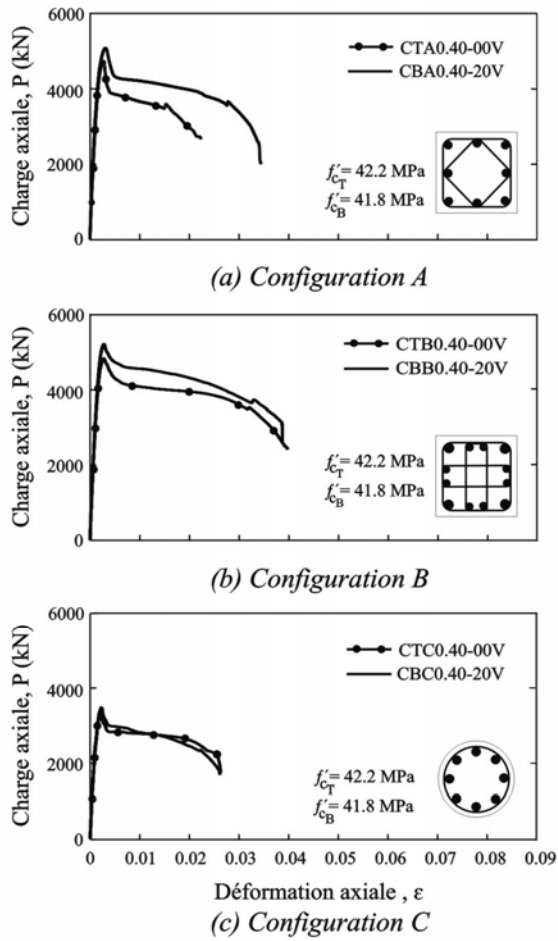 Charge axiale, P (kN)
6000
4000
2000
0
CTA0.40-00V
CBA0.40-20V
f′cT = 42.2 MPa
f′cB = 41.8 MPa
(a) Configuration A
Charge axiale, P (kN)
6000
4000
2000
0
CTB0.40-00V
CBB0.40-20V
f′cT = 42.2 MPa
f′cB = 41.8 MPa
(b) Configuration B
Charge axiale, P (kN)
6000
4000
2000
0
CTC0.40-00V
CBC0.40-20V
f′cT = 42.2 MPa
f′cB = 41.8 MPa
0 0.01 0.02 0.03 0.04 0.05 0.06 0.07 0.08 0.09
Déformation axiale , ε
(c) Configuration C